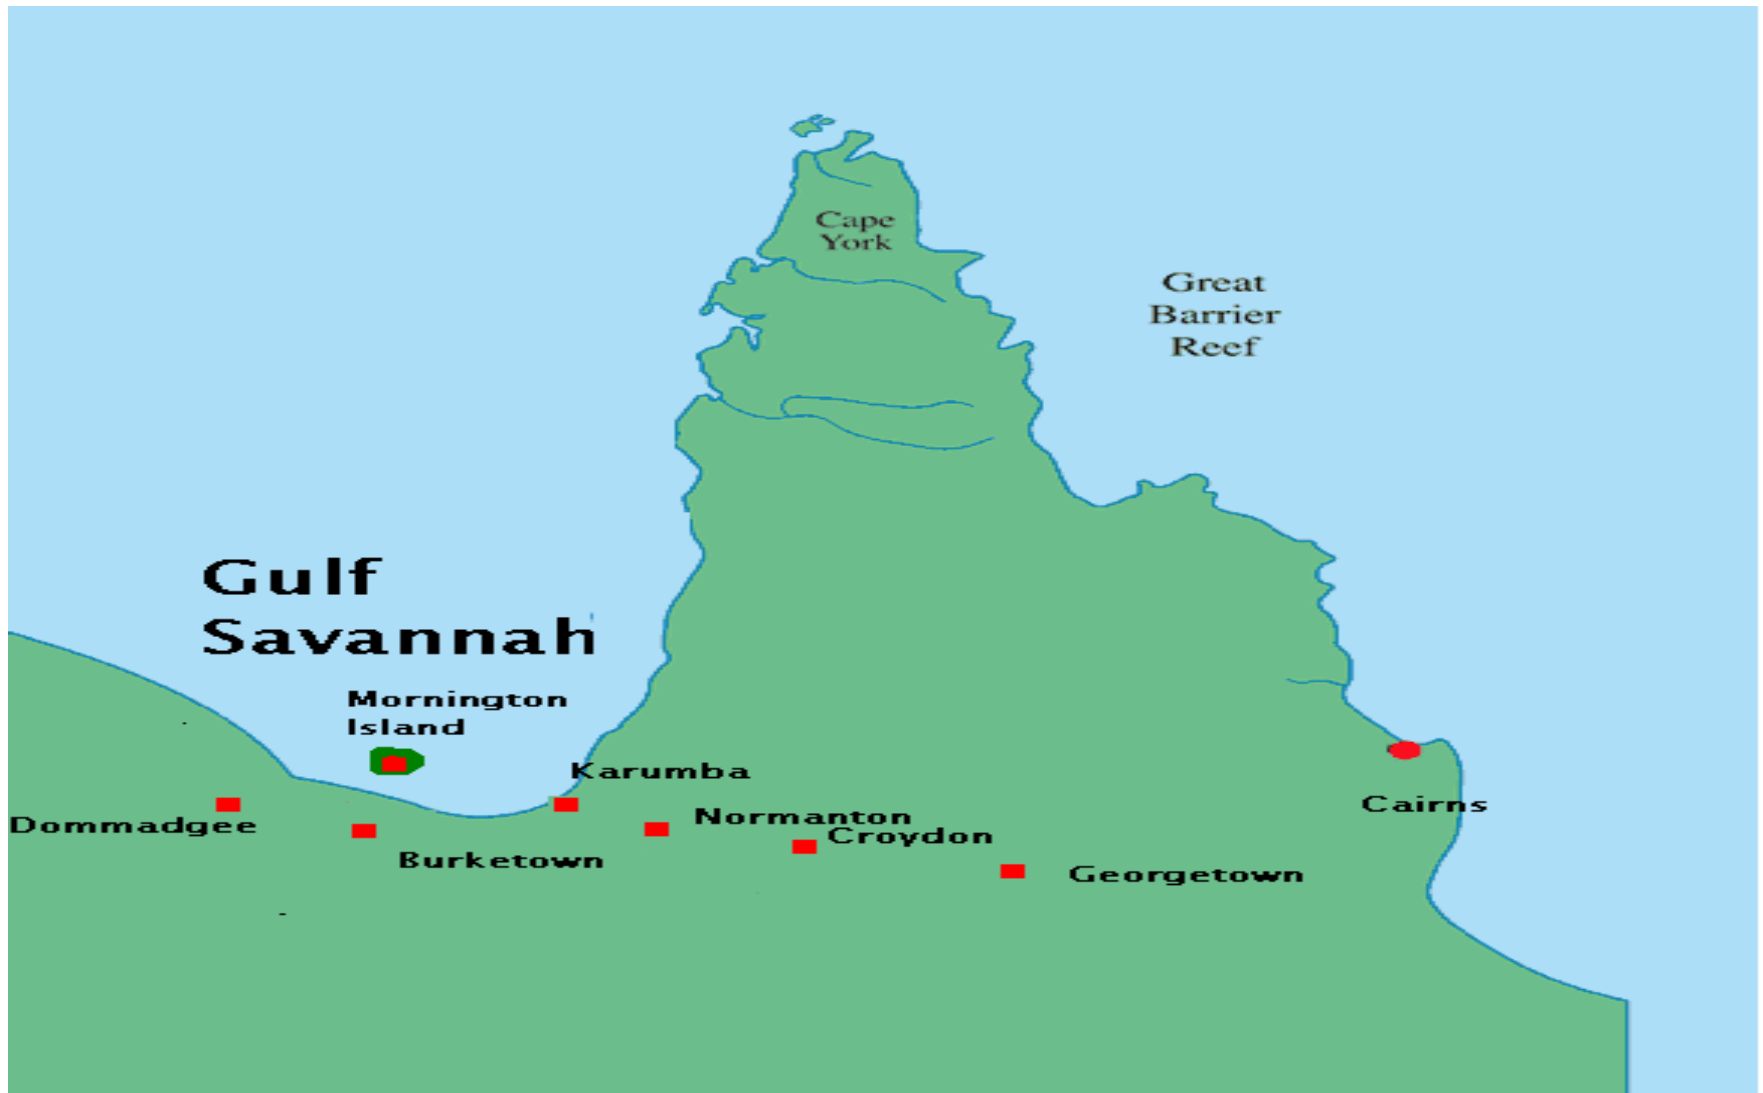 Cape
York
Great
Barrier
Reef
Gulf
Savannah
Mornington
Island
Karumba
Normanton
Croydon
Cairns
Dommadgee
Burketown
Georgetown